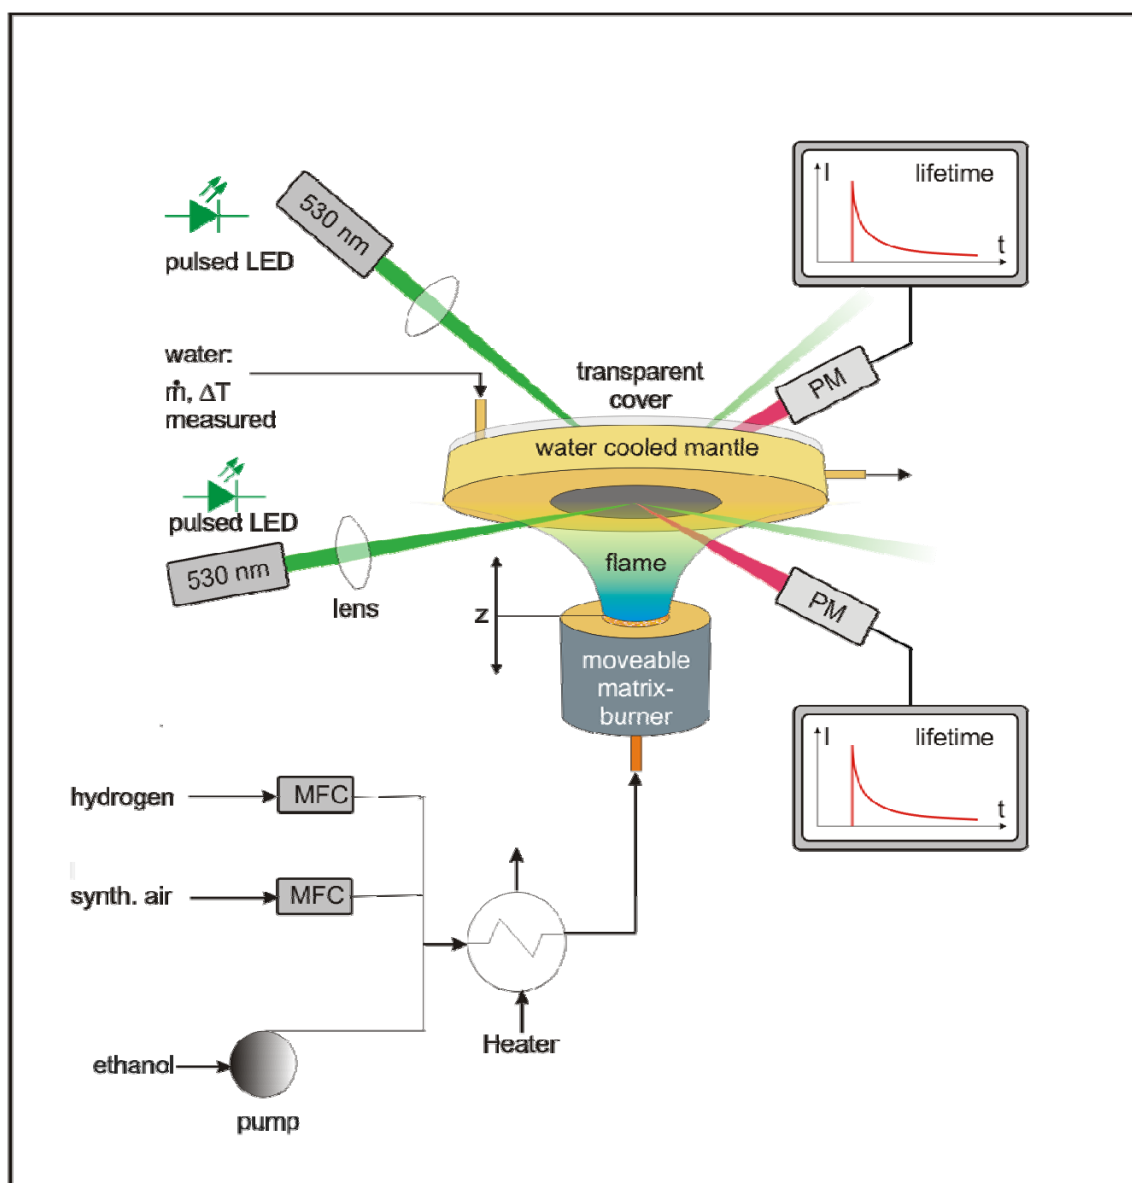 530 nm
pulsed LED
I
lifetime
t
water:
ṁ, ΔT
measured
transparent
cover
PM
water cooled mantle
pulsed LED
530 nm
lens
flame
z
PM
moveable
matrix-
burner
I
lifetime
t
hydrogen
MFC
synth. air
MFC
Heater
ethanol
pump